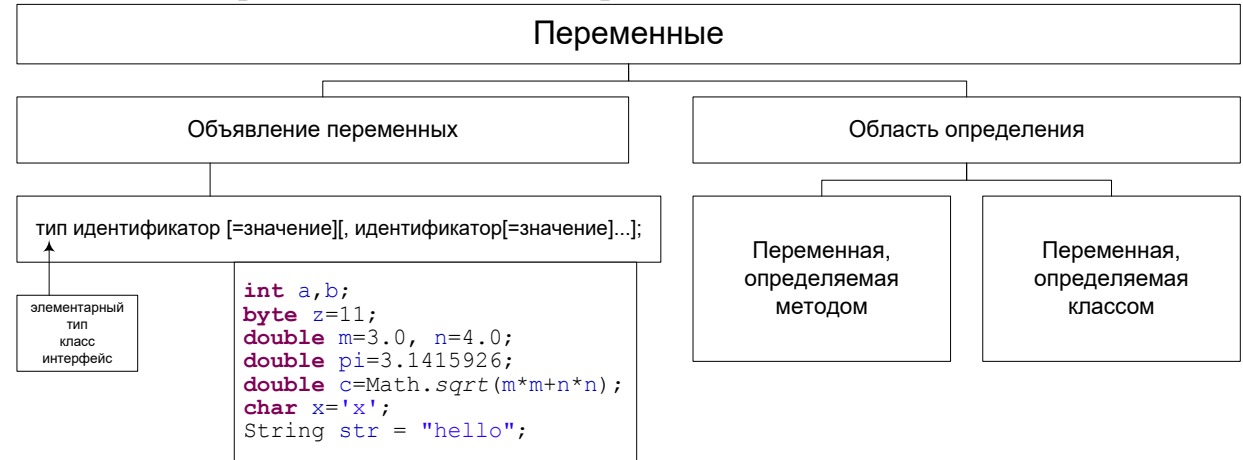 Переменные
Объявление переменных
Область определения
тип идентификатор [=значение][, идентификатор[=значение]...];
элементарный
тип
класс
интерфейс
int a,b;
byte z=11;
double m=3.0, n=4.0;
double pi=3.1415926;
double c=Math.sqrt(m*m+n*n);
char x='x';
String str = "hello";
Переменная,
определяемая
методом
Переменная,
определяемая
классом